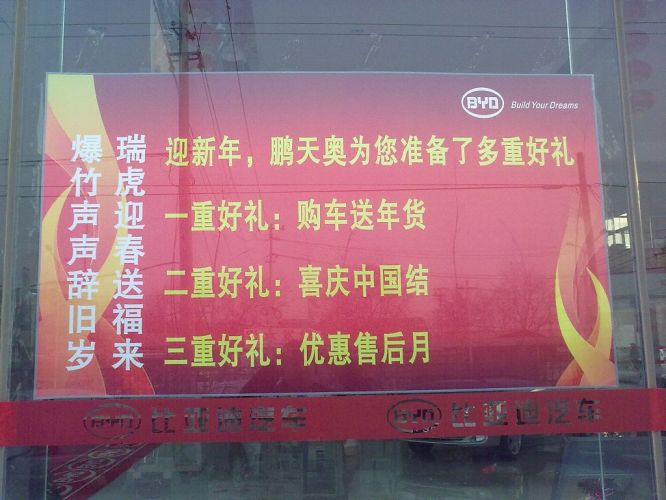 BYD Build Your Dreams
爆竹声声辞旧岁
瑞虎迎春送福来
迎新年，鹏天奥为您准备了多重好礼
一重好礼：购车送年货
二重好礼：喜庆中国结
三重好礼：优惠售后月
BYD 比亚迪汽车 BYD 比亚迪汽车